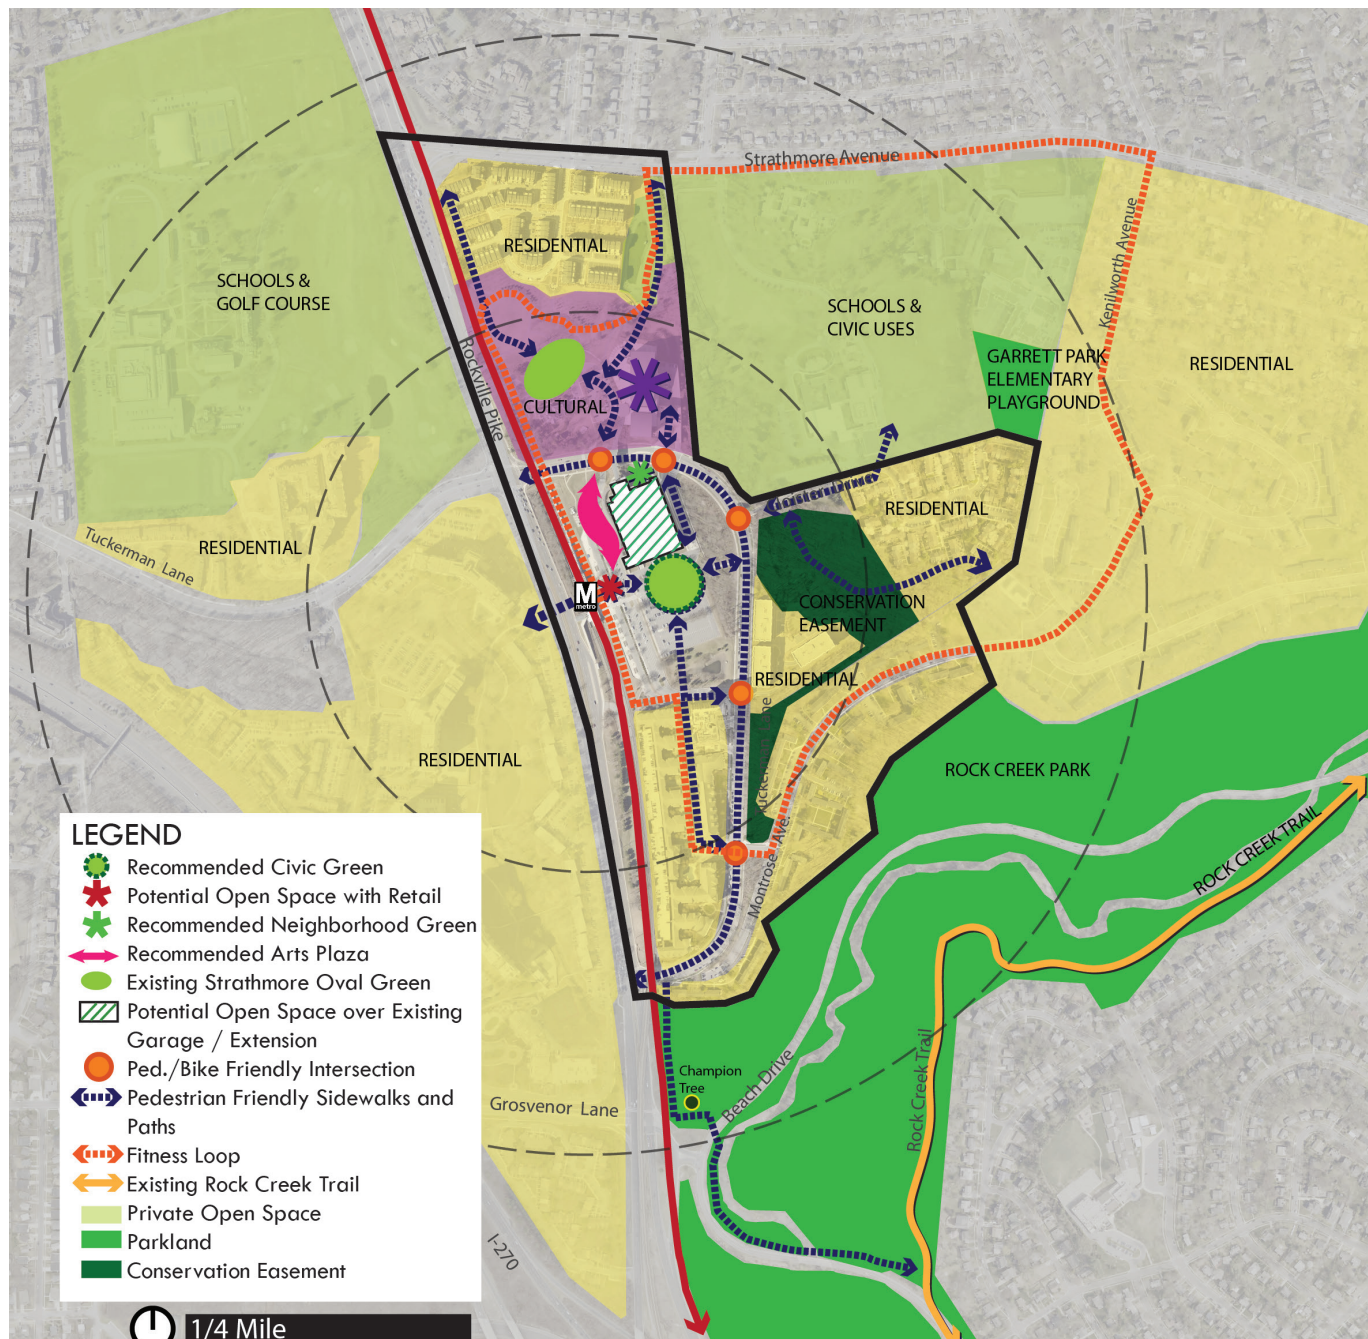 Strathmore Avenue
RESIDENTIAL
Kenilworth Avenue
SCHOOLS &
GOLF COURSE
SCHOOLS &
CIVIC USES
Rockville Pike
GARRETT PARK
ELEMENTARY
PLAYGROUND
RESIDENTIAL
CULTURAL
RESIDENTIAL
Tuckerman Lane
RESIDENTIAL
M
metro
CONSERVATION
EASEMENT
RESIDENTIAL
RESIDENTIAL
ROCK CREEK PARK
Montrose Ave.
ROCK CREEK TRAIL
LEGEND
Recommended Civic Green
Potential Open Space with Retail
Recommended Neighborhood Green
Recommended Arts Plaza
Existing Strathmore Oval Green
Potential Open Space over Existing
Garage / Extension
Ped./Bike Friendly Intersection
Pedestrian Friendly Sidewalks and
Paths
Fitness Loop
Existing Rock Creek Trail
Private Open Space
Parkland
Conservation Easement
Champion
Tree
Beach Drive
Rock Creek Trail
Grosvenor Lane
I-270
1/4 Mile